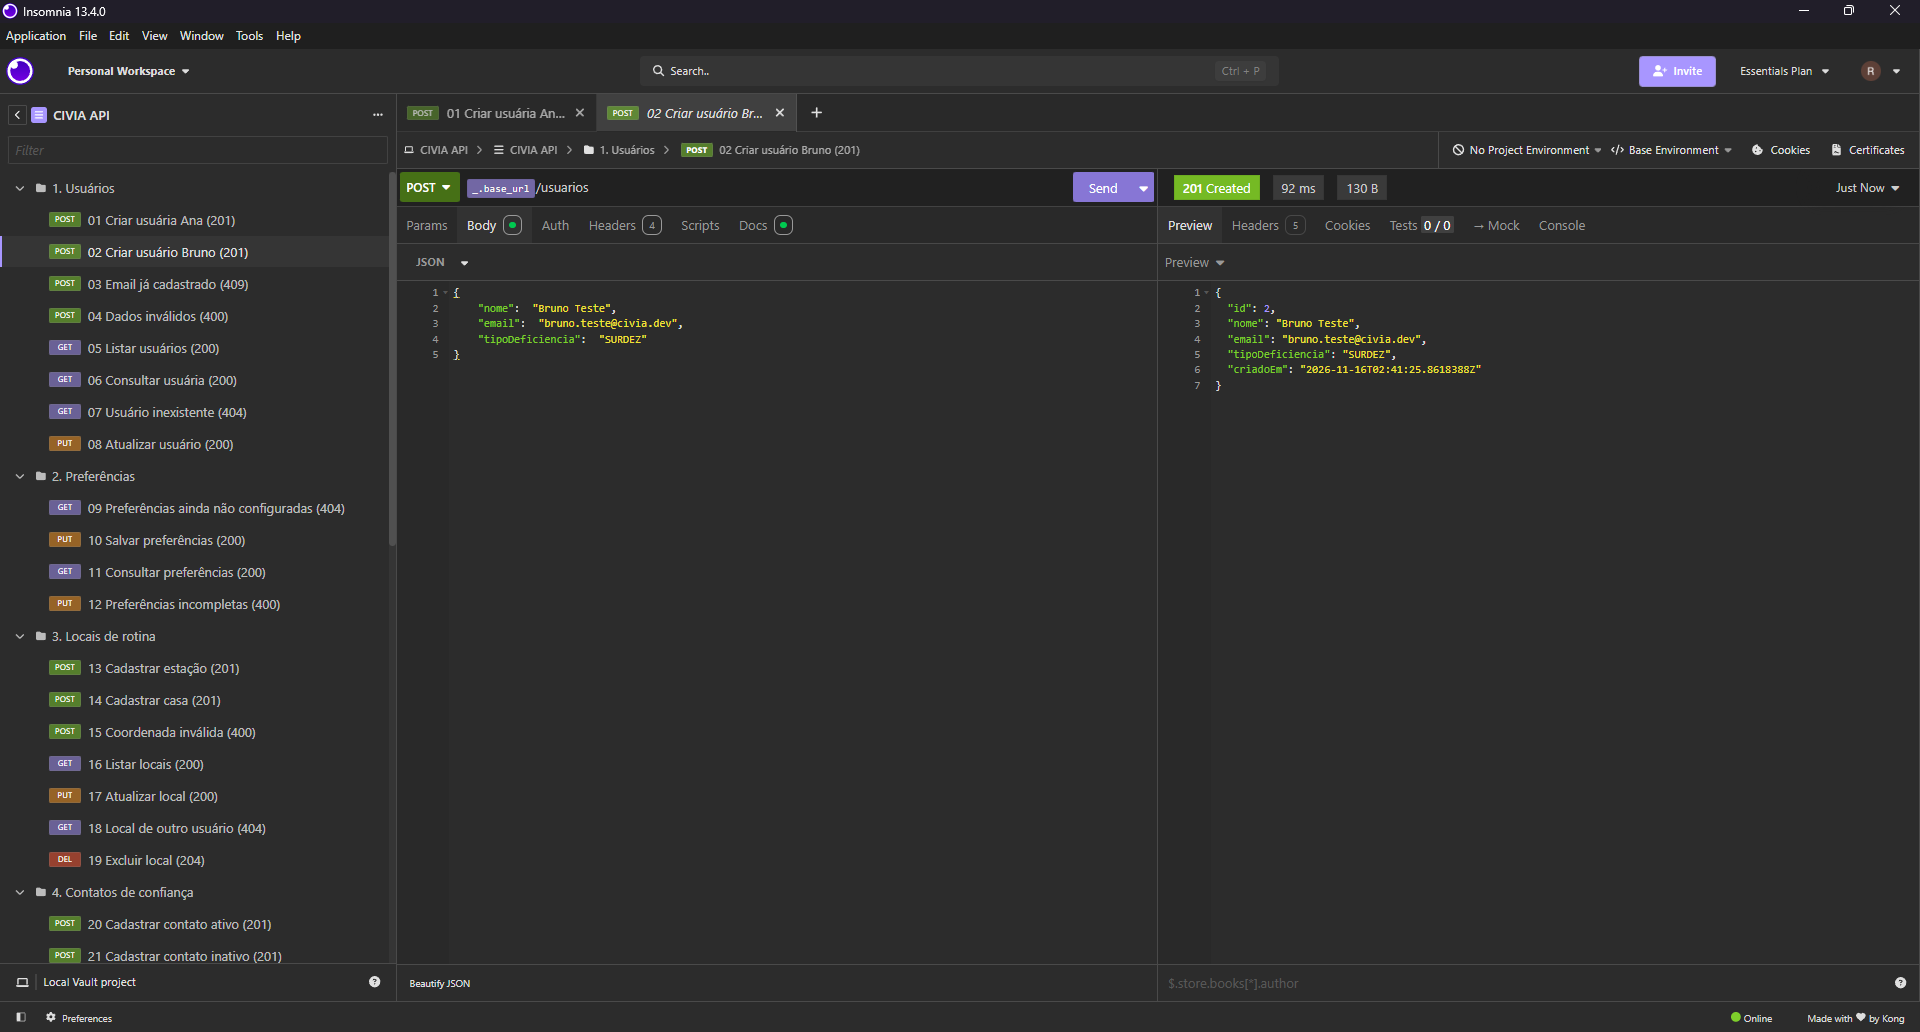 Insomnia 13.4.0
Application File Edit View Window Tools Help
Personal Workspace
Search..
Ctrl + P
Invite
Essentials Plan
R
CIVIA API
Filter
1. Usuários
POST 01 Criar usuária Ana (201)
POST 02 Criar usuário Bruno (201)
POST 03 Email já cadastrado (409)
POST 04 Dados inválidos (400)
GET 05 Listar usuários (200)
GET 06 Consultar usuária (200)
GET 07 Usuário inexistente (404)
PUT 08 Atualizar usuário (200)
2. Preferências
GET 09 Preferências ainda não configuradas (404)
PUT 10 Salvar preferências (200)
GET 11 Consultar preferências (200)
PUT 12 Preferências incompletas (400)
3. Locais de rotina
POST 13 Cadastrar estação (201)
POST 14 Cadastrar casa (201)
POST 15 Coordenada inválida (400)
GET 16 Listar locais (200)
PUT 17 Atualizar local (200)
GET 18 Local de outro usuário (404)
DEL 19 Excluir local (204)
4. Contatos de confiança
POST 20 Cadastrar contato ativo (201)
POST 21 Cadastrar contato inativo (201)
Local Vault project
POST 01 Criar usuária An...
POST 02 Criar usuário Br...
CIVIA API
CIVIA API
1. Usuários
POST 02 Criar usuário Bruno (201)
No Project Environment
</> Base Environment
Cookies
Certificates
POST
_.base_url /usuarios
Send
Params Body Auth Headers 4 Scripts Docs
JSON
1 {
2 "nome": "Bruno Teste",
3 "email": "bruno.teste@civia.dev",
4 "tipoDeficiencia": "SURDEZ"
5 }
Beautify JSON
201 Created
92 ms
130 B
Just Now
Preview Headers 5 Cookies Tests 0 / 0 → Mock Console
Preview
1 {
2 "id": 2,
3 "nome": "Bruno Teste",
4 "email": "bruno.teste@civia.dev",
5 "tipoDeficiencia": "SURDEZ",
6 "criadoEm": "2026-11-16T02:41:25.8618388Z"
7 }
$.store.books[*].author
Preferences
Online
Made with ♥ by Kong